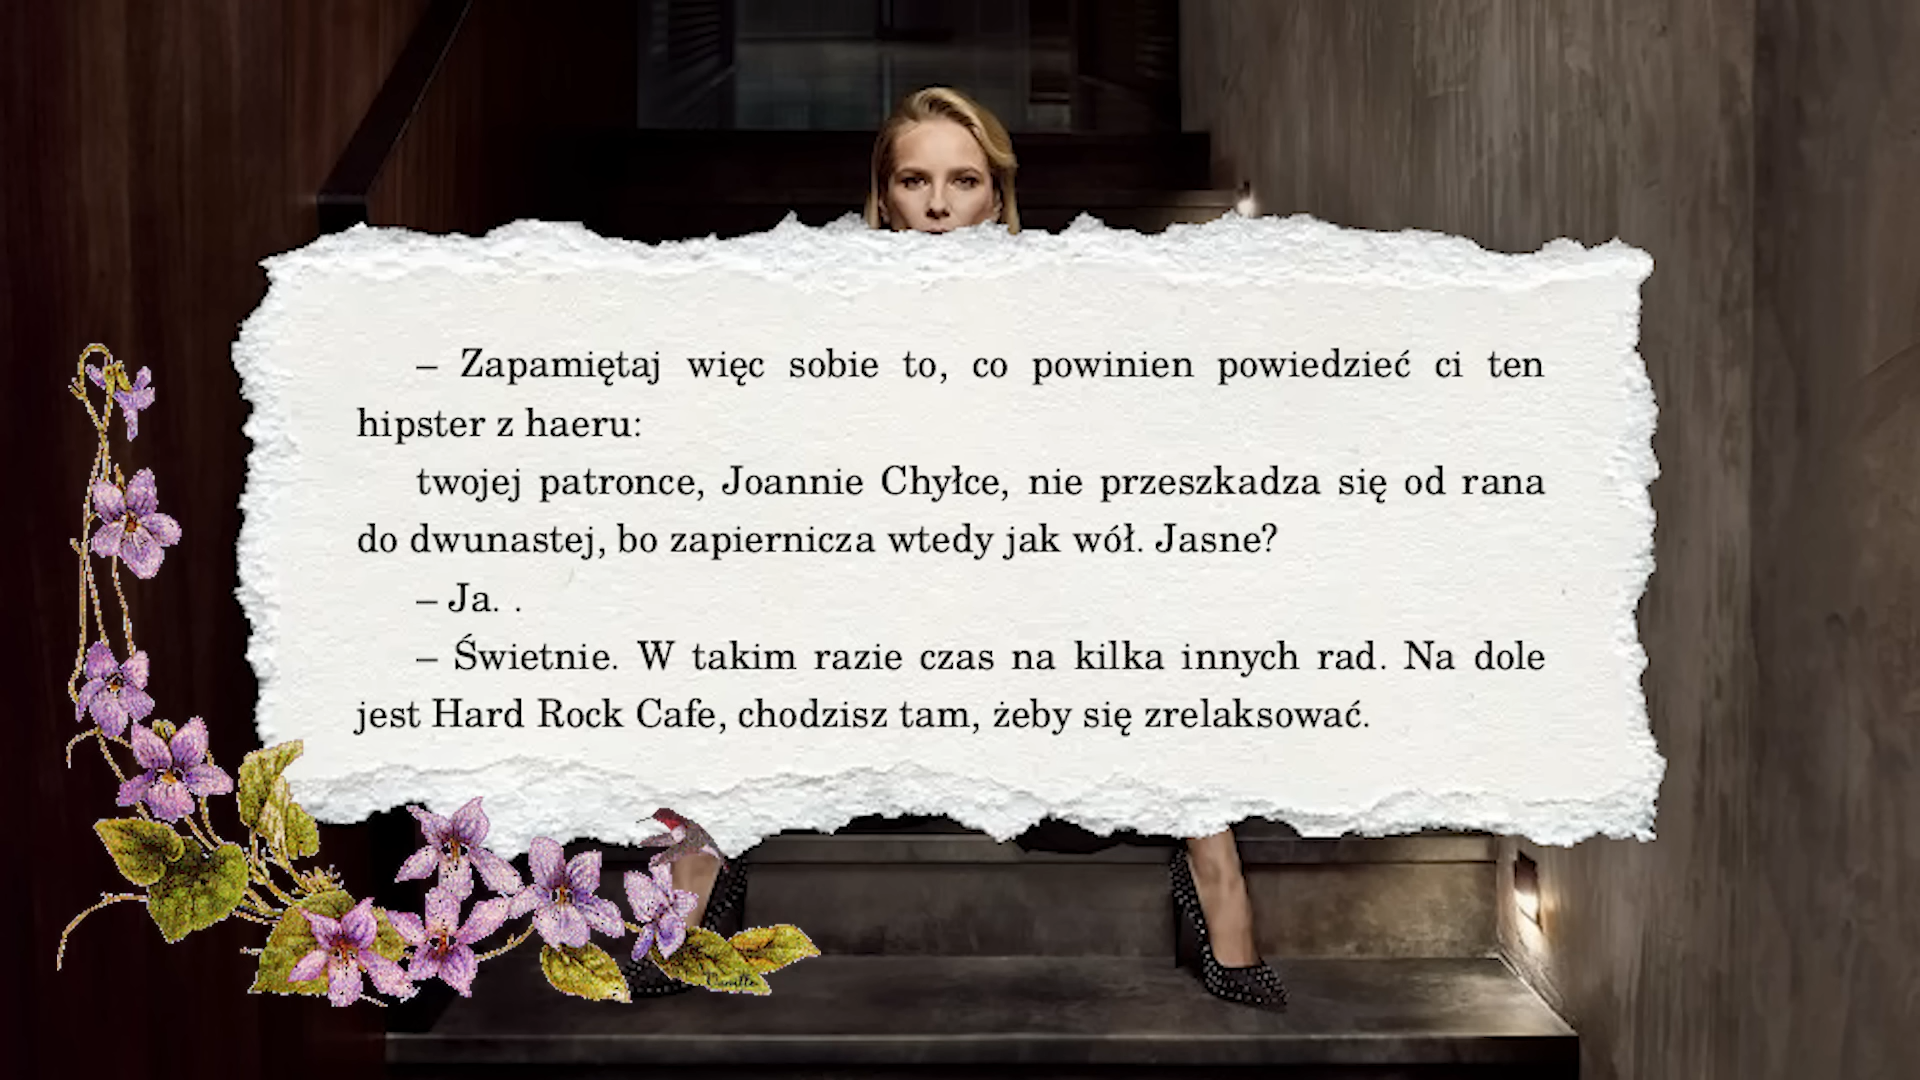 – Zapamiętaj więc sobie to, co powinien powiedzieć ci ten
hipster z haeru:
twojej patronce, Joannie Chyłce, nie przeszkadza się od rana
do dwunastej, bo zapiernicza wtedy jak wół. Jasne?
– Ja. .
– Świetnie. W takim razie czas na kilka innych rad. Na dole
jest Hard Rock Cafe, chodzisz tam, żeby się zrelaksować.